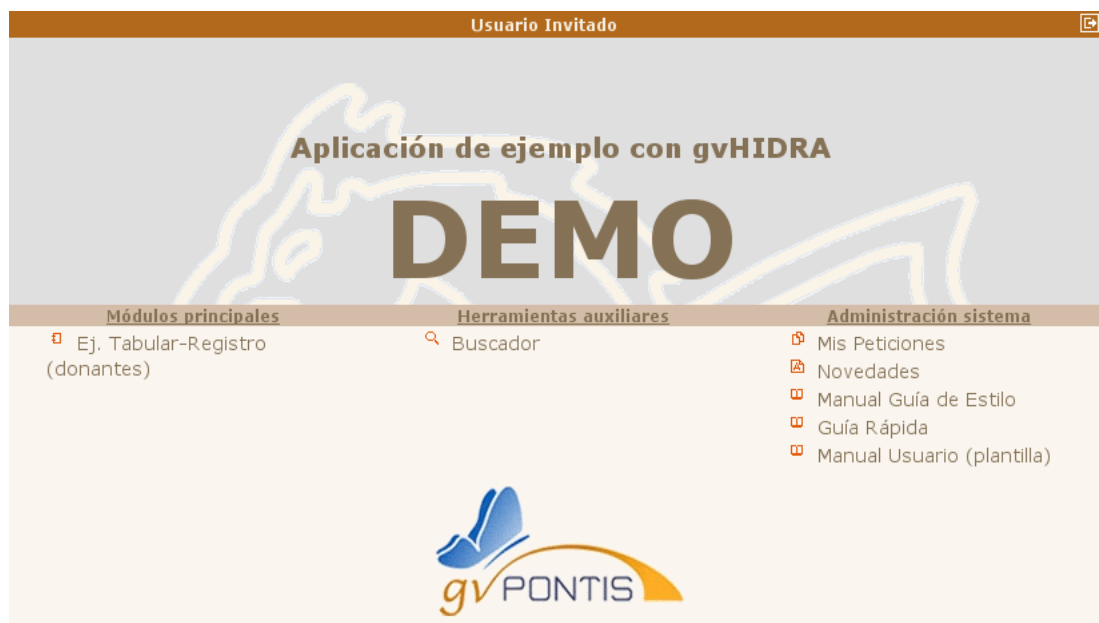 Usuario Invitado
Aplicación de ejemplo con gvHIDRA
DEMO
Módulos principales
Ej. Tabular-Registro
(donantes)
Herramientas auxiliares
Buscador
Administración sistema
Mis Peticiones
Novedades
Manual Guía de Estilo
Guía Rápida
Manual Usuario (plantilla)
gvPONTIS